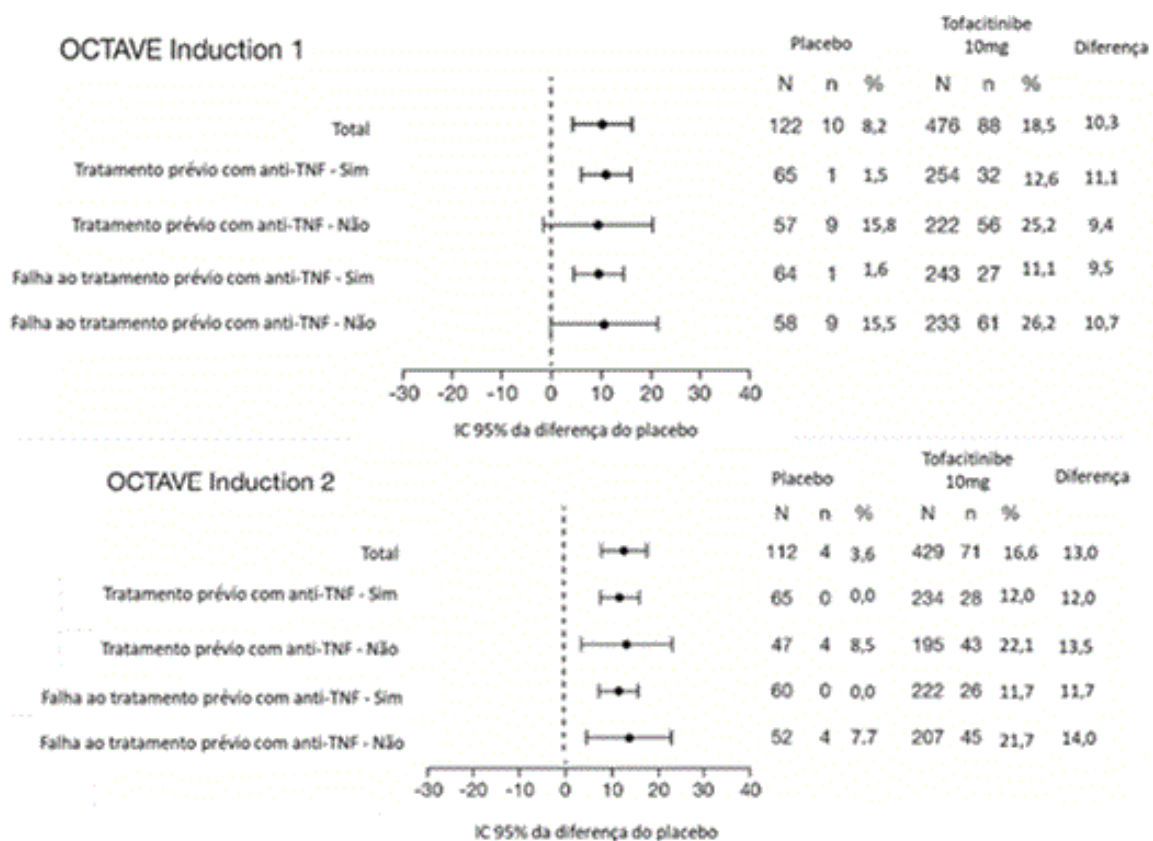 OCTAVE Induction 1
Placebo Tofacitinibe 10mg Diferença
N n % N n %
Total 122 10 8,2 476 88 18,5 10,3
Tratamento prévio com anti-TNF - Sim 65 1 1,5 254 32 12,6 11,1
Tratamento prévio com anti-TNF - Não 57 9 15,8 222 56 25,2 9,4
Falha ao tratamento prévio com anti-TNF - Sim 64 1 1,6 243 27 11,1 9,5
Falha ao tratamento prévio com anti-TNF - Não 58 9 15,5 233 61 26,2 10,7
-30 -20 -10 0 10 20 30 40
IC 95% da diferença do placebo
OCTAVE Induction 2
Placebo Tofacitinibe 10mg Diferença
N n % N n %
Total 112 4 3,6 429 71 16,6 13,0
Tratamento prévio com anti-TNF - Sim 65 0 0,0 234 28 12,0 12,0
Tratamento prévio com anti-TNF - Não 47 4 8,5 195 43 22,1 13,5
Falha ao tratamento prévio com anti-TNF - Sim 60 0 0,0 222 26 11,7 11,7
Falha ao tratamento prévio com anti-TNF - Não 52 4 7.7 207 45 21,7 14,0
-30 -20 -10 0 10 20 30 40
IC 95% da diferença do placebo